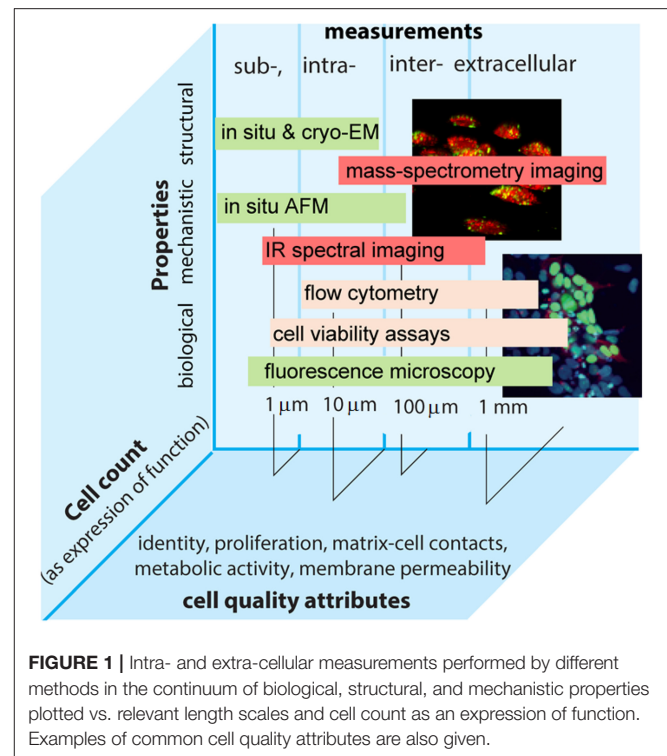 measurements
sub-, intra- inter- extracellular
in situ & cryo-EM
mass-spectrometry imaging
in situ AFM
IR spectral imaging
flow cytometry
cell viability assays
fluorescence microscopy
1 µm 10 µm 100 µm 1 mm
Properties
biological mechanistic structural
Cell count
(as expression of function)
identity, proliferation, matrix-cell contacts,
metabolic activity, membrane permeability
cell quality attributes
FIGURE 1 | Intra- and extra-cellular measurements performed by different
methods in the continuum of biological, structural, and mechanistic properties
plotted vs. relevant length scales and cell count as an expression of function.
Examples of common cell quality attributes are also given.